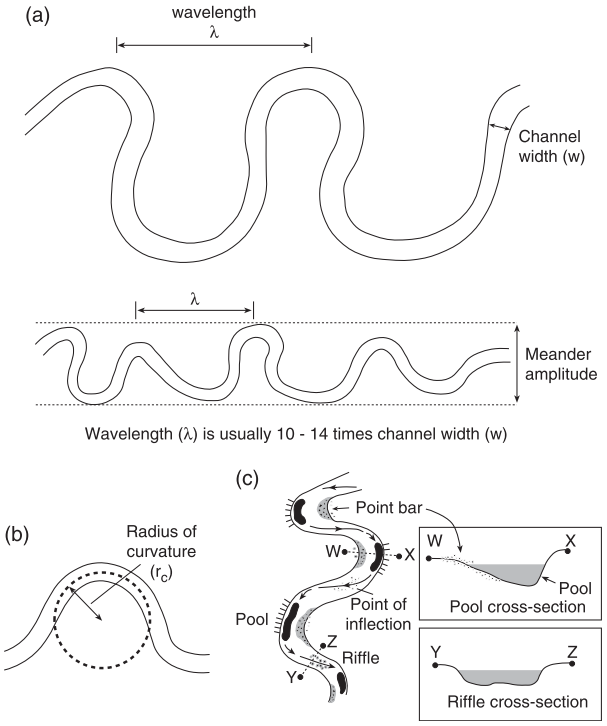 (a)
wavelength
λ
Channel
width (w)
λ
Meander
amplitude
Wavelength (λ) is usually 10 - 14 times channel width (w)
(b)
Radius of
curvature
(rc)
(c)
Point bar
W
X
Point of
inflection
Pool
Z
Riffle
Y
W
X
Pool
Pool cross-section
Y
Z
Riffle cross-section